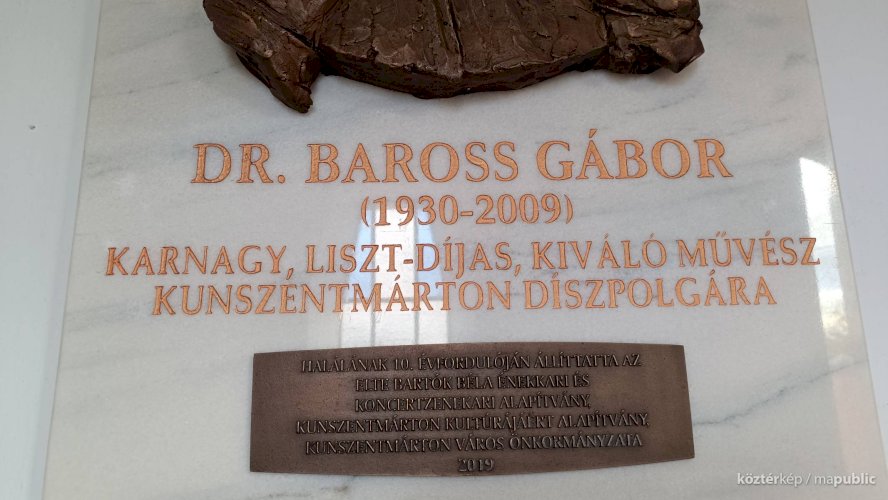 DR. BAROSS GÁBOR
(1930-2009)
KARNAGY, LISZT-DÍJAS, KIVÁLÓ MŰVÉSZ
KUNSZENTMÁRTON DÍSZPOLGÁRA
HALÁLÁNAK 10. ÉVFORDULÓJÁN ÁLLÍTTATTA AZ
ELTE BARTÓK BÉLA ÉNEKKARI ÉS
KONCERTZENEKARI ALAPÍTVÁNY,
KUNSZENTMÁRTON KULTÚRÁJÁÉRT ALAPÍTVÁNY,
KUNSZENTMÁRTON VÁROS ÖNKORMÁNYZATA
2019
köztérkép / mapublic